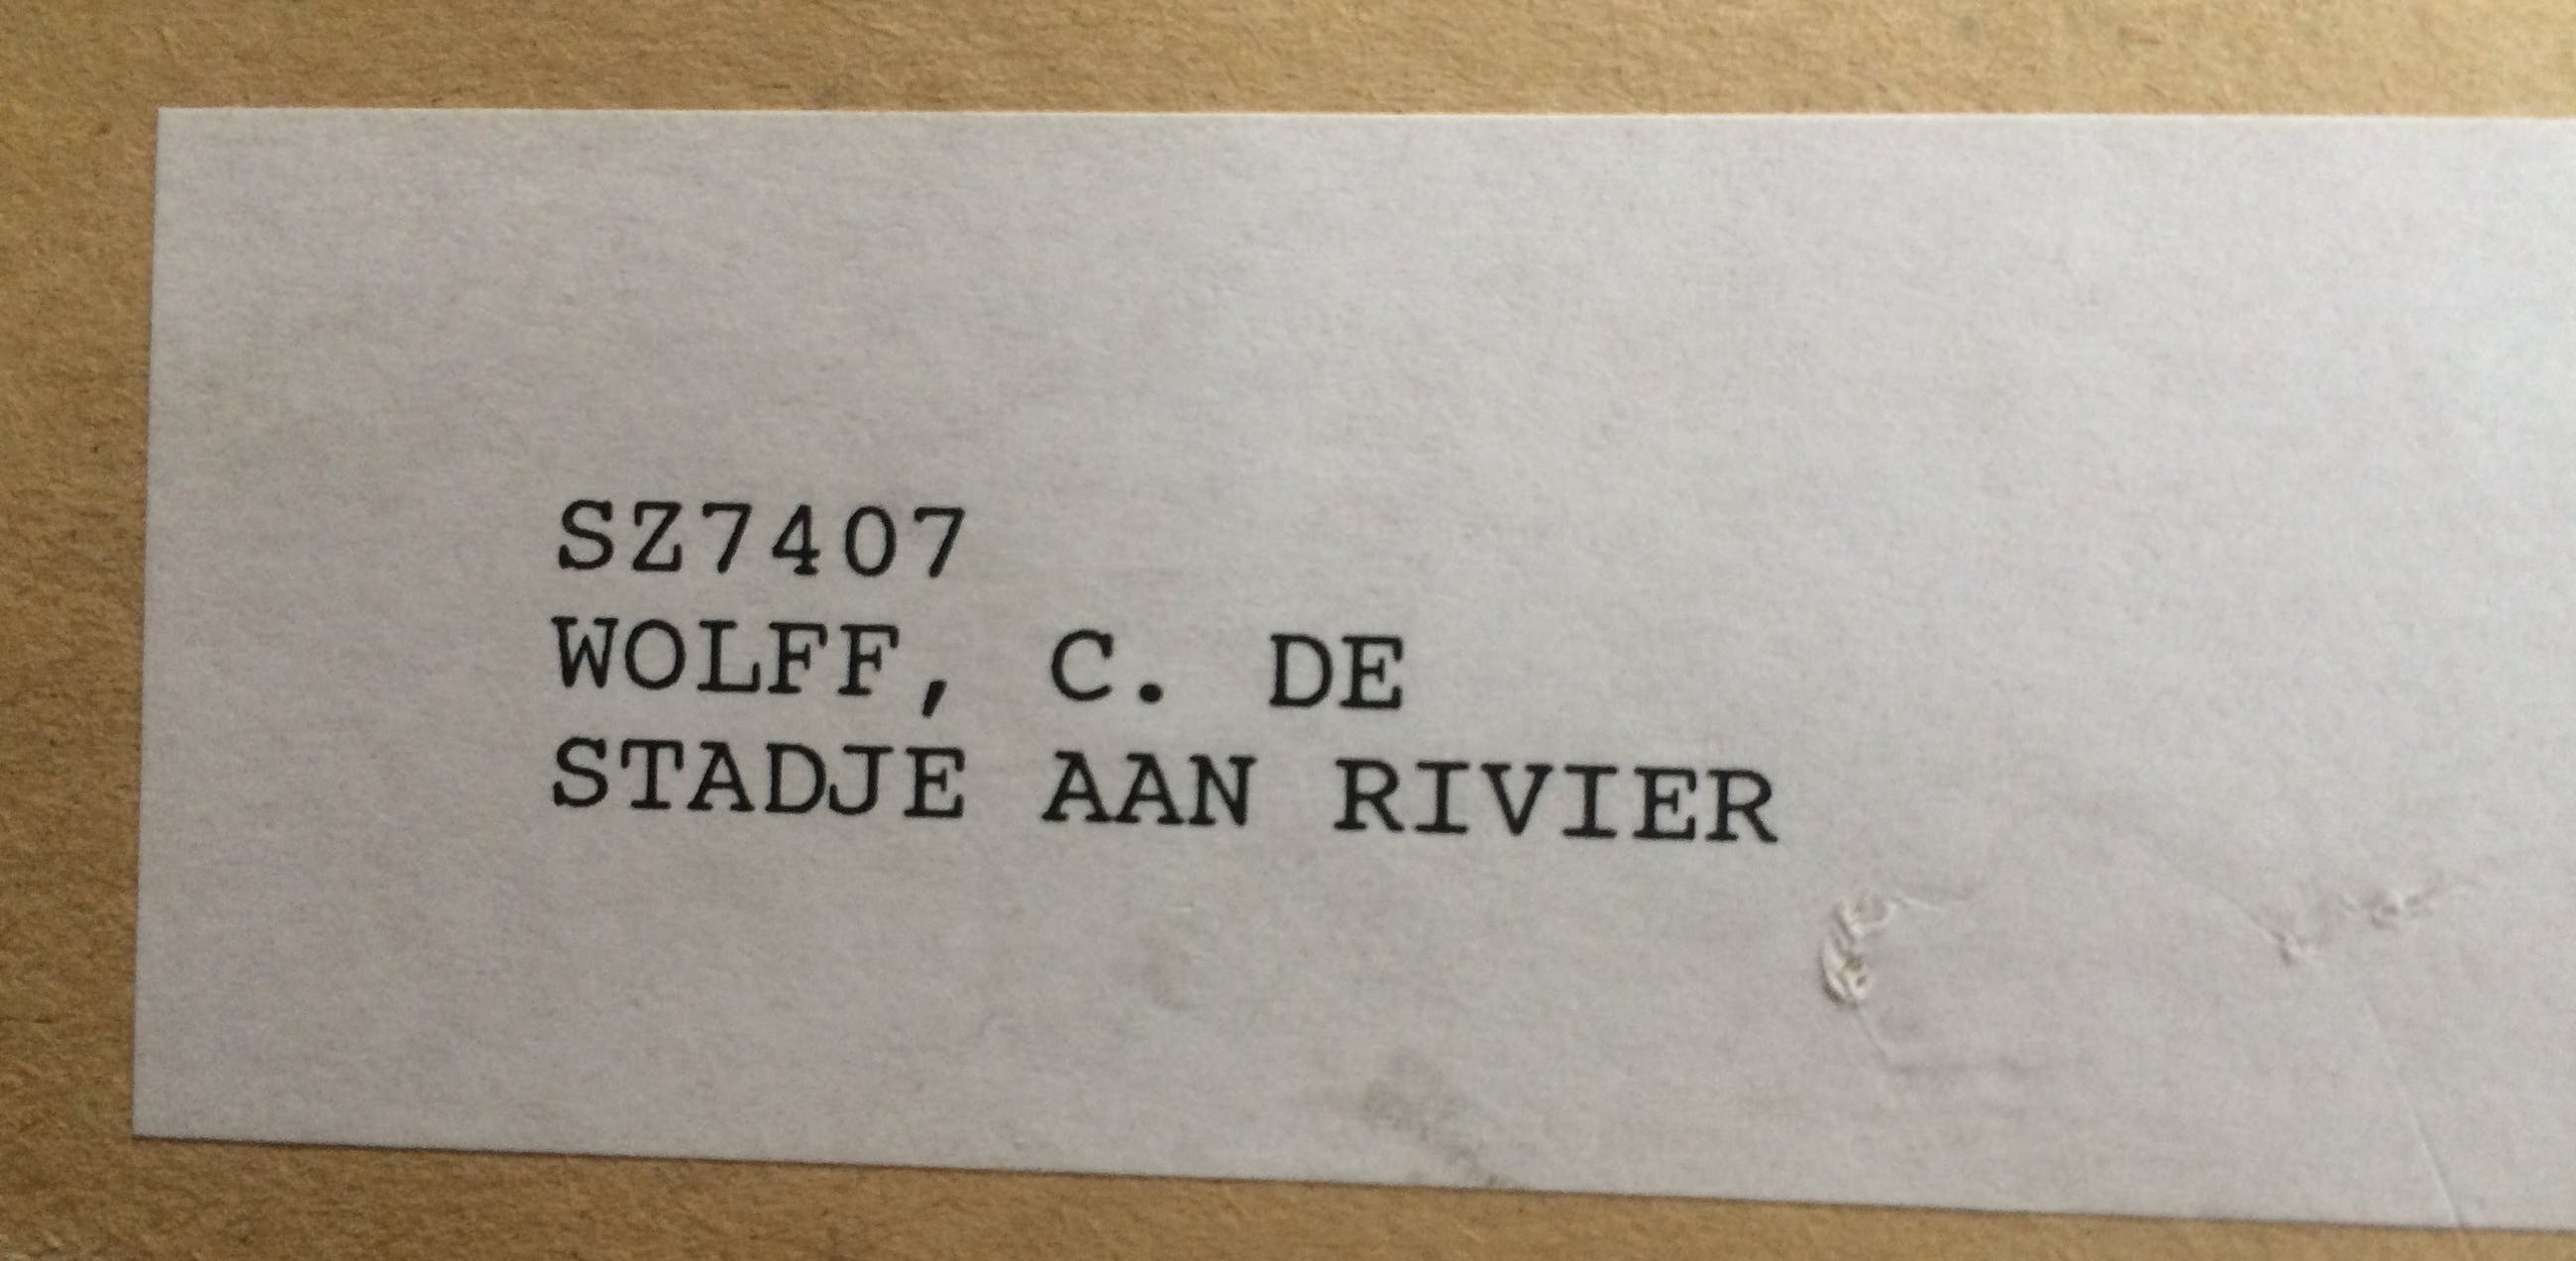 SZ7407
WOLFF, C. DE
STADJE AAN RIVIER